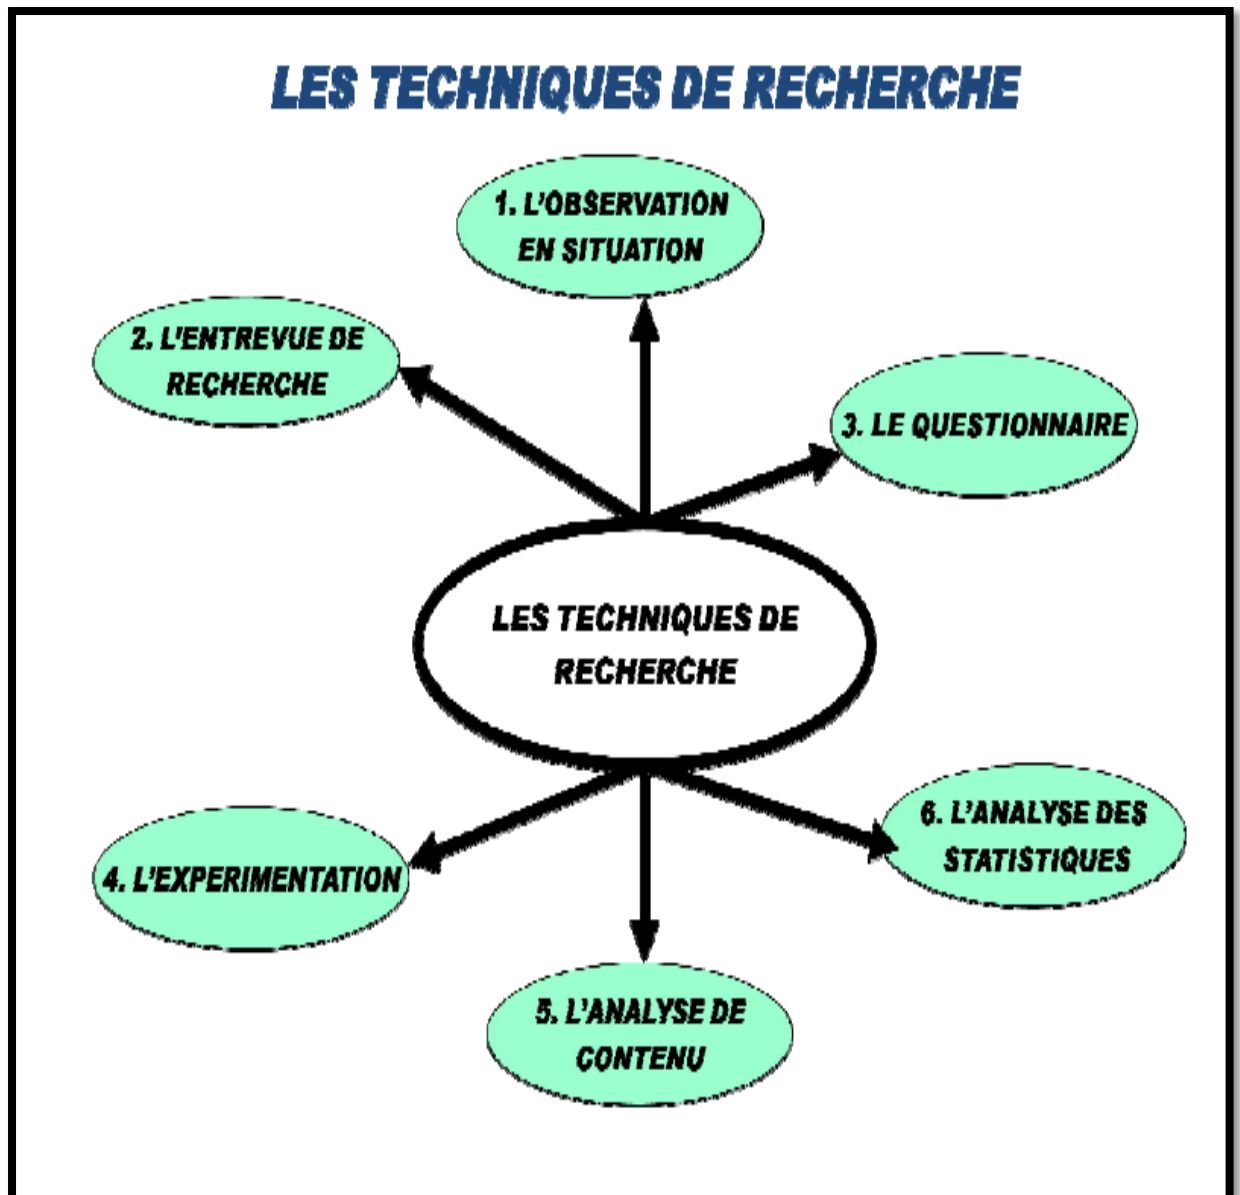 LES TECHNIQUES DE RECHERCHE
1. L'OBSERVATION
EN SITUATION
2. L'ENTREVUE DE
RECHERCHE
3. LE QUESTIONNAIRE
LES TECHNIQUES DE
RECHERCHE
4. L'EXPERIMENTATION
5. L'ANALYSE DE
CONTENU
6. L'ANALYSE DES
STATISTIQUES